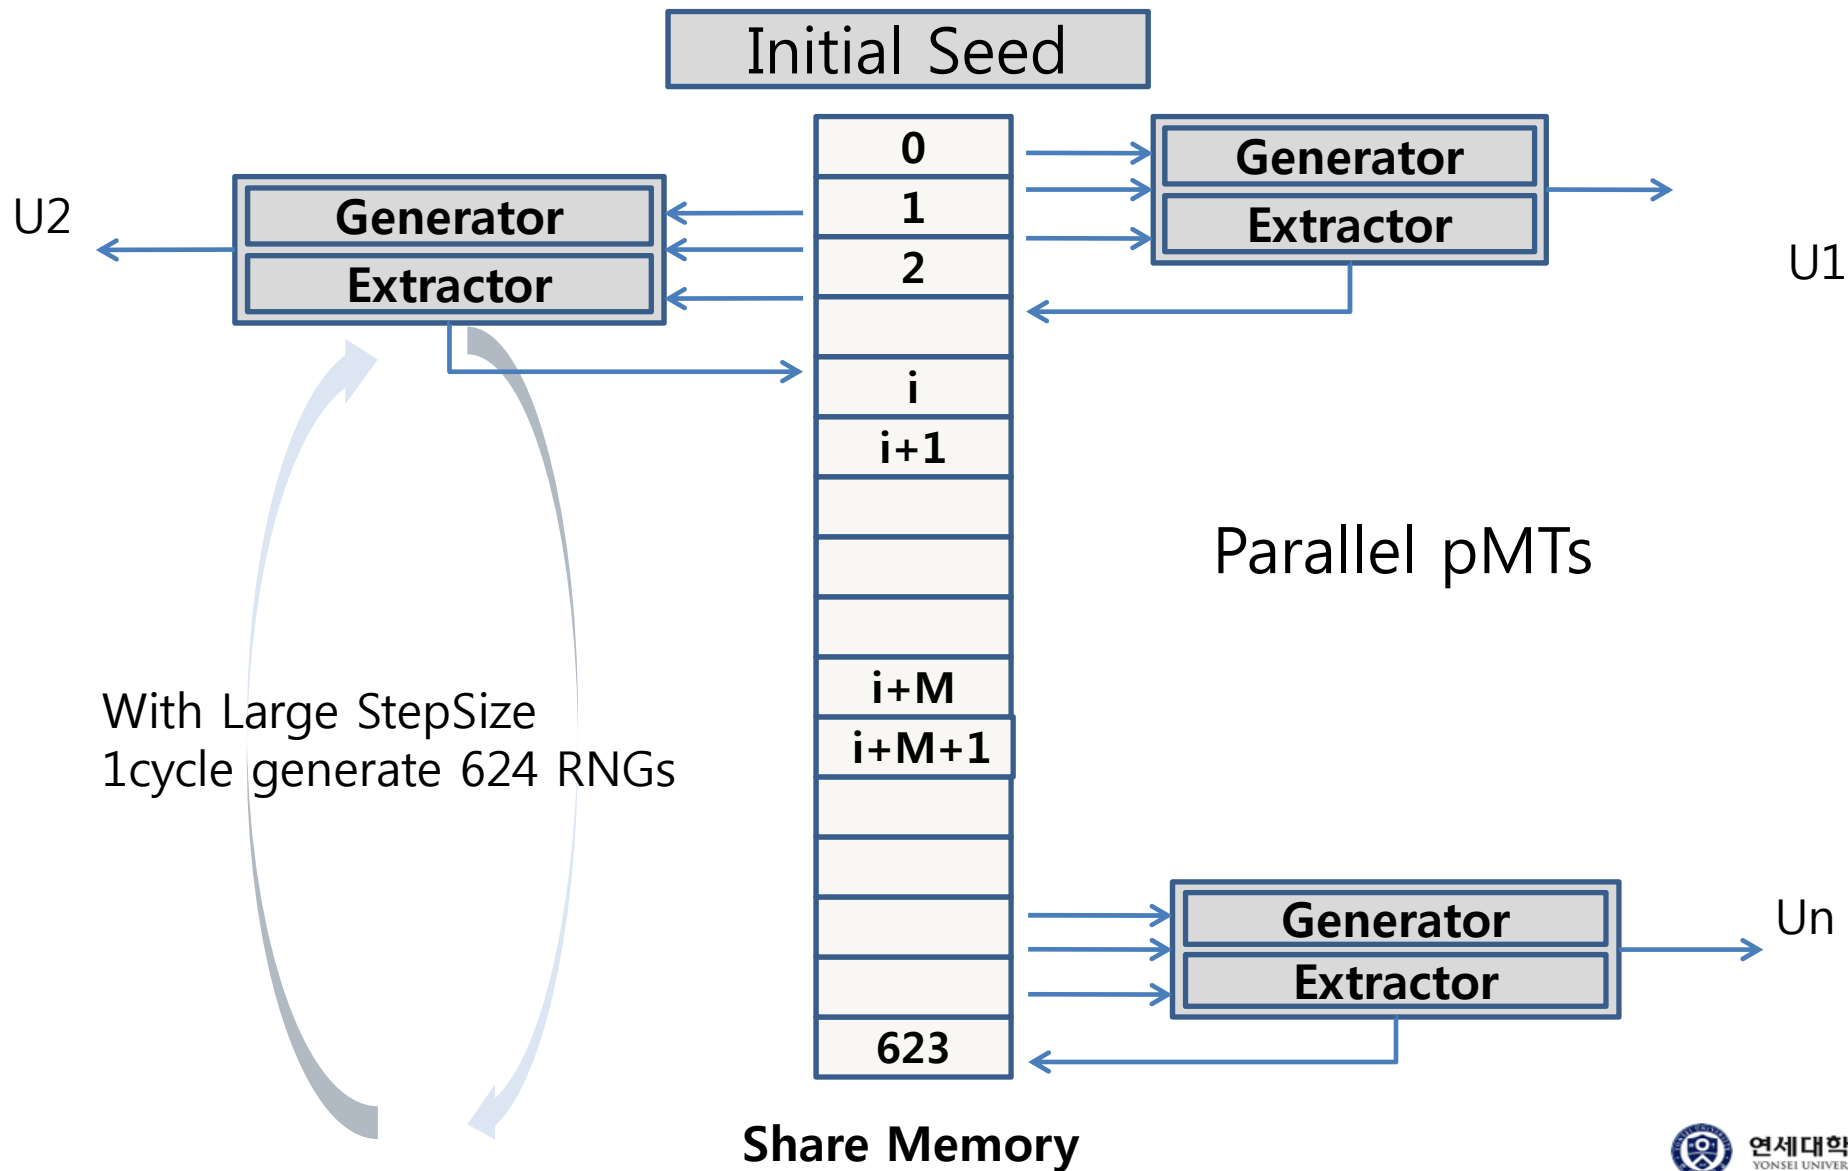 Initial Seed
0
1
2
i
i+1
i+M
i+M+1
623
Share Memory
Generator
Extractor
U1
U2
Generator
Extractor
Parallel pMTs
With Large StepSize
1cycle generate 624 RNGs
Generator
Extractor
Un
연세대학